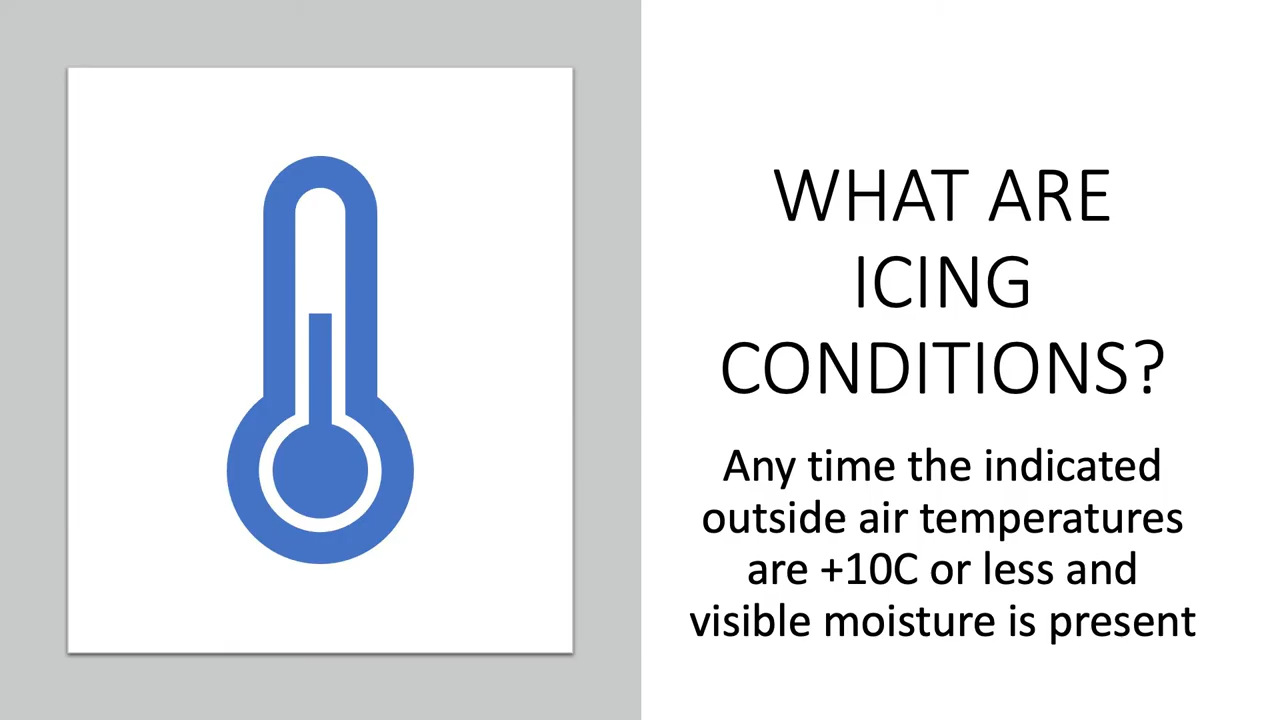 WHAT ARE
ICING
CONDITIONS?
Any time the indicated
outside air temperatures
are +10C or less and
visible moisture is present